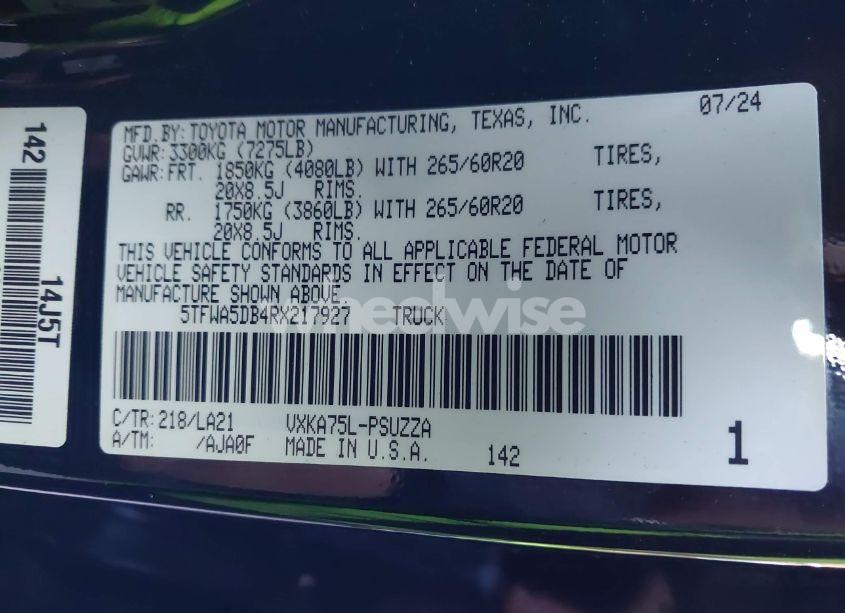 142
14J5T
MFD.BY:TOYOTA MOTOR MANUFACTURING, TEXAS, INC. 07/24
GVWR:3300KG (7275LB)
GAWR:FRT. 1850KG (4080LB) WITH 265/60R20 TIRES,
20X8.5J RIMS.
RR. 1750KG (3860LB) WITH 265/60R20 TIRES,
20X8.5J RIMS.
THIS VEHICLE CONFORMS TO ALL APPLICABLE FEDERAL MOTOR
VEHICLE SAFETY STANDARDS IN EFFECT ON THE DATE OF
MANUFACTURE SHOWN ABOVE.
5TFWA5DB4RX217927 TRUCK
wheelwise
C/TR:218/LA21 VXKA75L-PSUZZA
A/TM: /AJA0F MADE IN U.S.A. 142 1